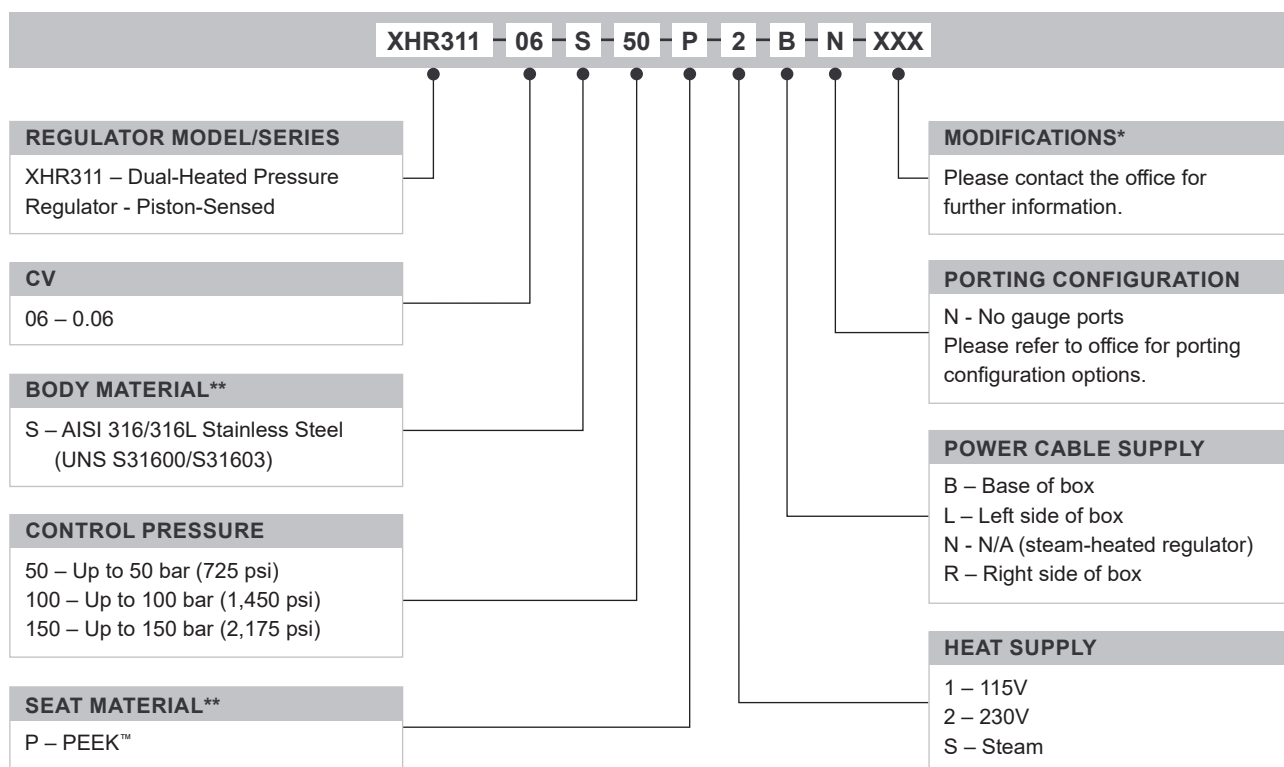 XHR311 – 06 – S – 50 – P – 2 – B – N – XXX
REGULATOR MODEL/SERIES
XHR311 – Dual-Heated Pressure
Regulator - Piston-Sensed
CV
06 – 0.06
BODY MATERIAL**
S – AISI 316/316L Stainless Steel
(UNS S31600/S31603)
CONTROL PRESSURE
50 – Up to 50 bar (725 psi)
100 – Up to 100 bar (1,450 psi)
150 – Up to 150 bar (2,175 psi)
SEAT MATERIAL**
P – PEEK™
MODIFICATIONS*
Please contact the office for
further information.
PORTING CONFIGURATION
N - No gauge ports
Please refer to office for porting
configuration options.
POWER CABLE SUPPLY
B – Base of box
L – Left side of box
N - N/A (steam-heated regulator)
R – Right side of box
HEAT SUPPLY
1 – 115V
2 – 230V
S – Steam